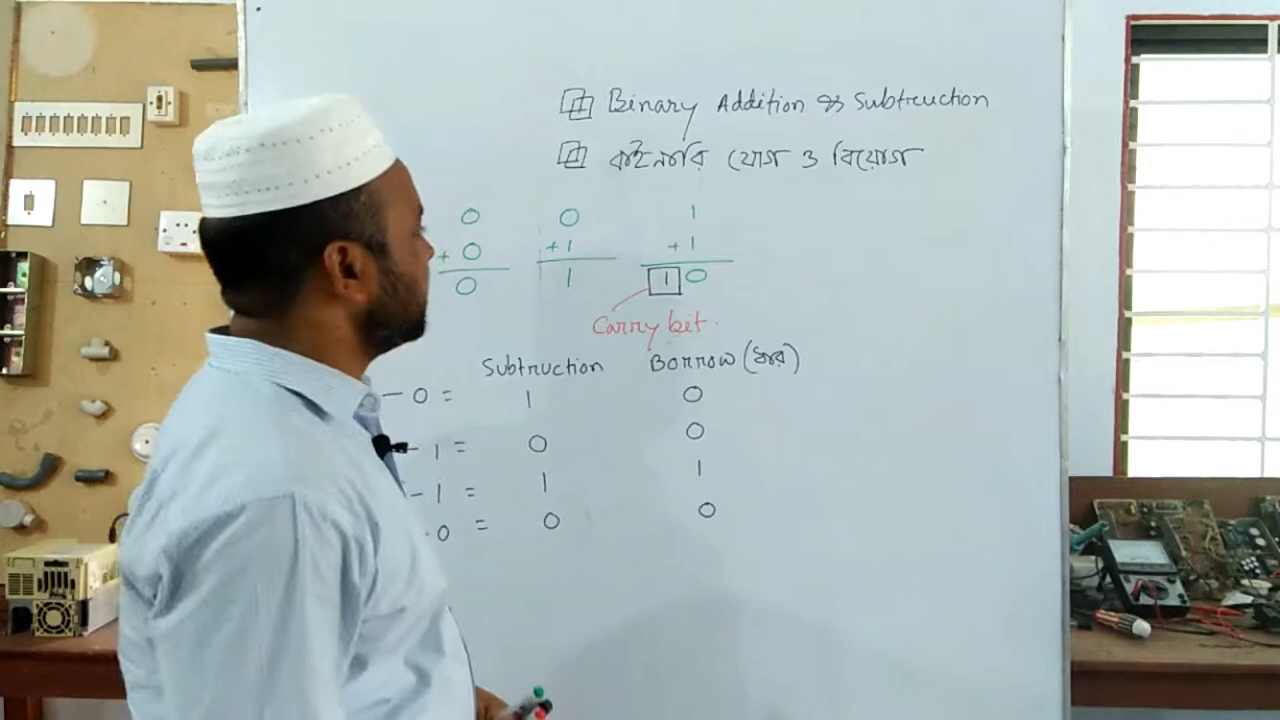 Binary Addition & Subtruction
বাইনারি যোগ ও বিয়োগ
0 0 1
+ 0 + 1 + 1
0 1 1 0
Carry bit.
Subtruction Borrow (ধার)
- 0 = 1 0
- 1 = 0 0
- 1 = 1 1
- 0 = 0 0